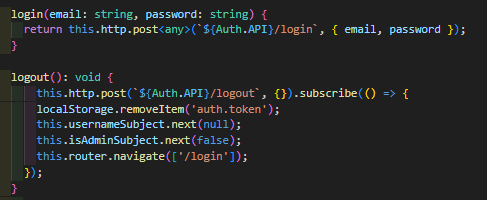 login(email: string, password: string) {
return this.http.post<any>(`${Auth.API}/login`, { email, password });
}
logout(): void {
this.http.post(`${Auth.API}/logout`, {}).subscribe(() => {
localStorage.removeItem('auth.token');
this.usernameSubject.next(null);
this.isAdminSubject.next(false);
this.router.navigate(['/login']);
});
}